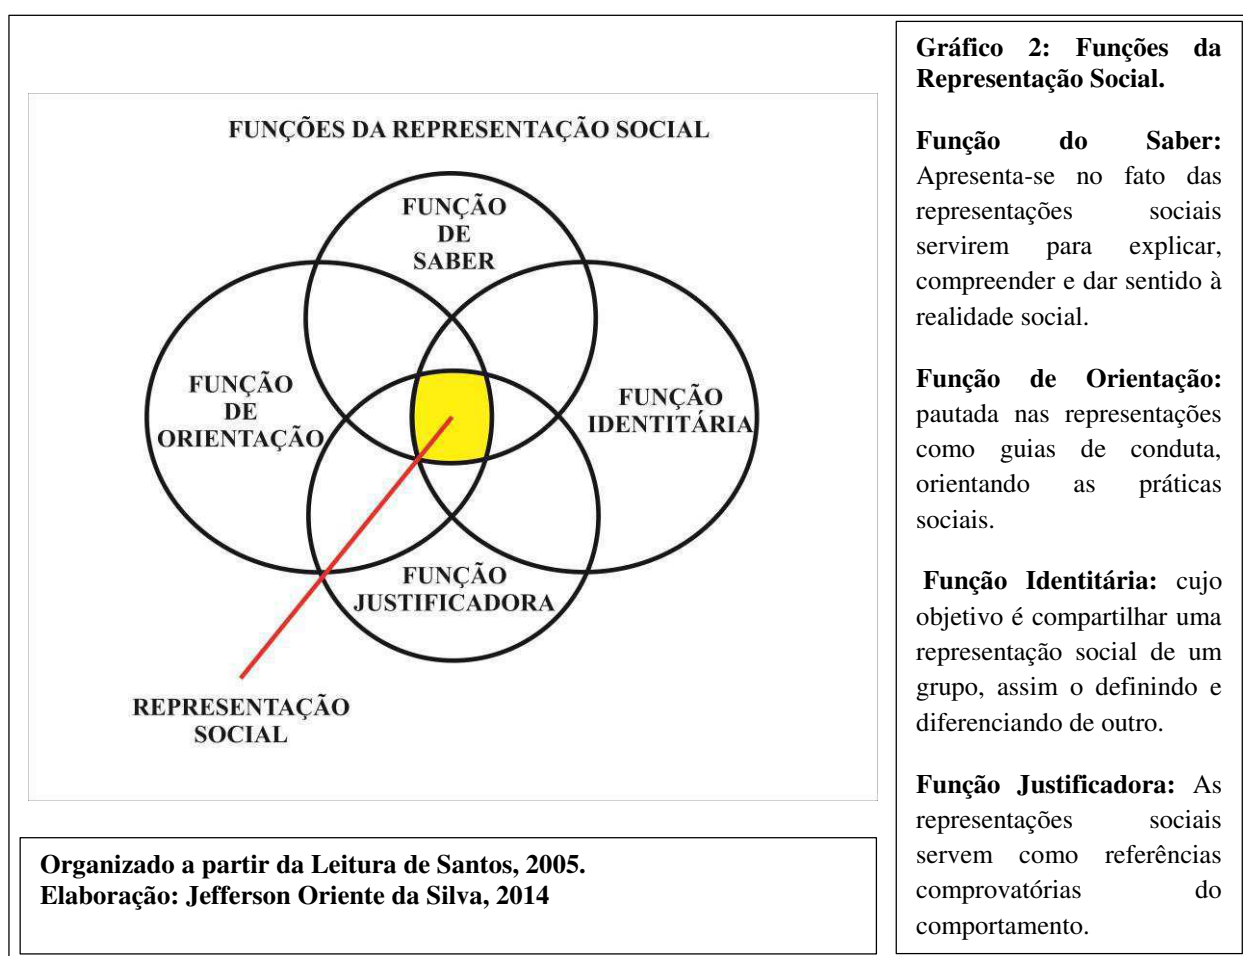 FUNÇÕES DA REPRESENTAÇÃO SOCIAL
FUNÇÃO
DE
SABER
FUNÇÃO
DE
ORIENTAÇÃO
FUNÇÃO
IDENTITÁRIA
FUNÇÃO
JUSTIFICADORA
REPRESENTAÇÃO
SOCIAL
Organizado a partir da Leitura de Santos, 2005.
Elaboração: Jefferson Oriente da Silva, 2014
Gráfico 2: Funções da
Representação Social.
Função do Saber:
Apresenta-se no fato das
representações sociais
servirem para explicar,
compreender e dar sentido à
realidade social.
Função de Orientação:
pautada nas representações
como guias de conduta,
orientando as práticas
sociais.
Função Identitária: cujo
objetivo é compartilhar uma
representação social de um
grupo, assim o definindo e
diferenciando de outro.
Função Justificadora: As
representações sociais
servem como referências
comprovatórias do
comportamento.